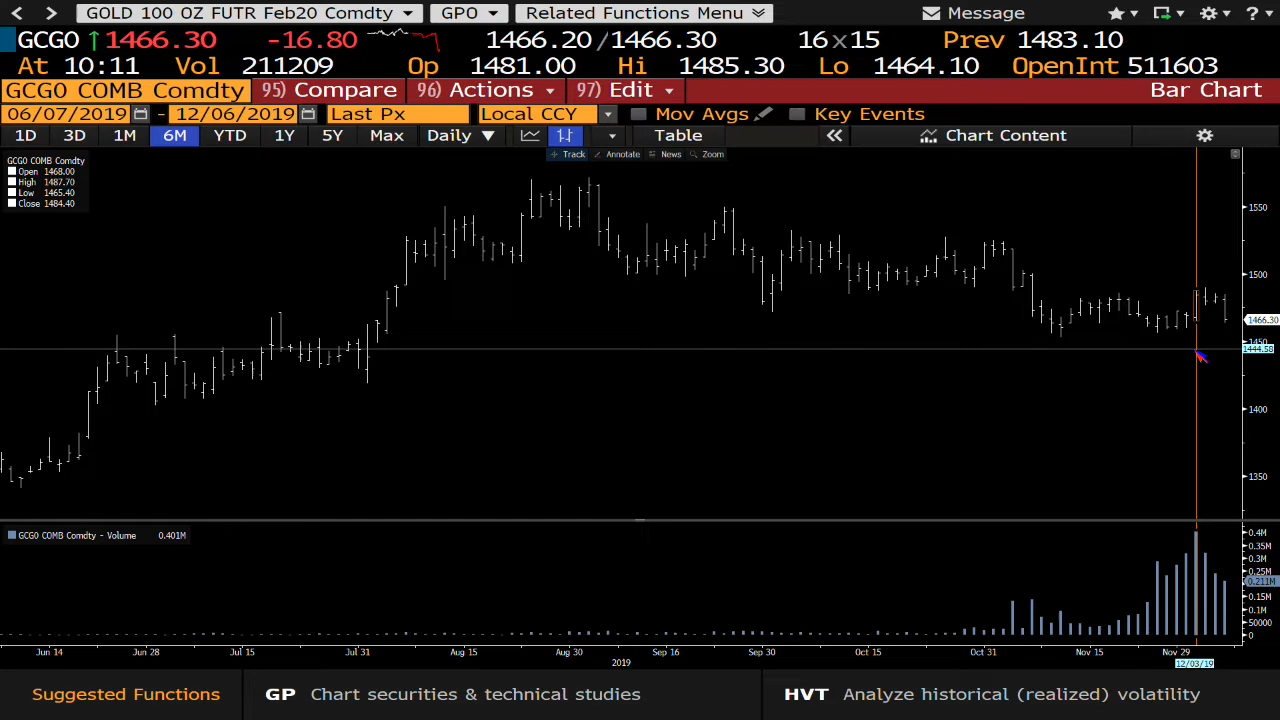 GOLD 100 OZ FUTR Feb20 Comdty GPO Related Functions Menu Message
GCG0 ↑1466.30 -16.80 1466.20 /1466.30 16×15 Prev 1483.10
At 10:11 Vol 211209 Op 1481.00 Hi 1485.30 Lo 1464.10 OpenInt 511603
GCG0 COMB Comdty 95) Compare 96) Actions 97) Edit Bar Chart
06/07/2019 - 12/06/2019 Last Px Local CCY Mov Avgs Key Events
1D 3D 1M 6M YTD 1Y 5Y Max Daily ▼ Table « Chart Content
Track Annotate News Zoom
GCG0 COMB Comdty
Open 1468.00
High 1487.70
Low 1465.40
Close 1484.40
1550
1500
1466.30
1450
1444.58
1400
1350
GCG0 COMB Comdty - Volume 0.401M
0.4M
0.35M
0.3M
0.25M
0.211M
0.15M
0.1M
50000
0
Jun 14 Jun 28 Jul 15 Jul 31 Aug 15 Aug 30 Sep 16 Sep 30 Oct 15 Oct 31 Nov 15 Nov 29
2019 12/03/19
Suggested Functions GP Chart securities & technical studies HVT Analyze historical (realized) volatility